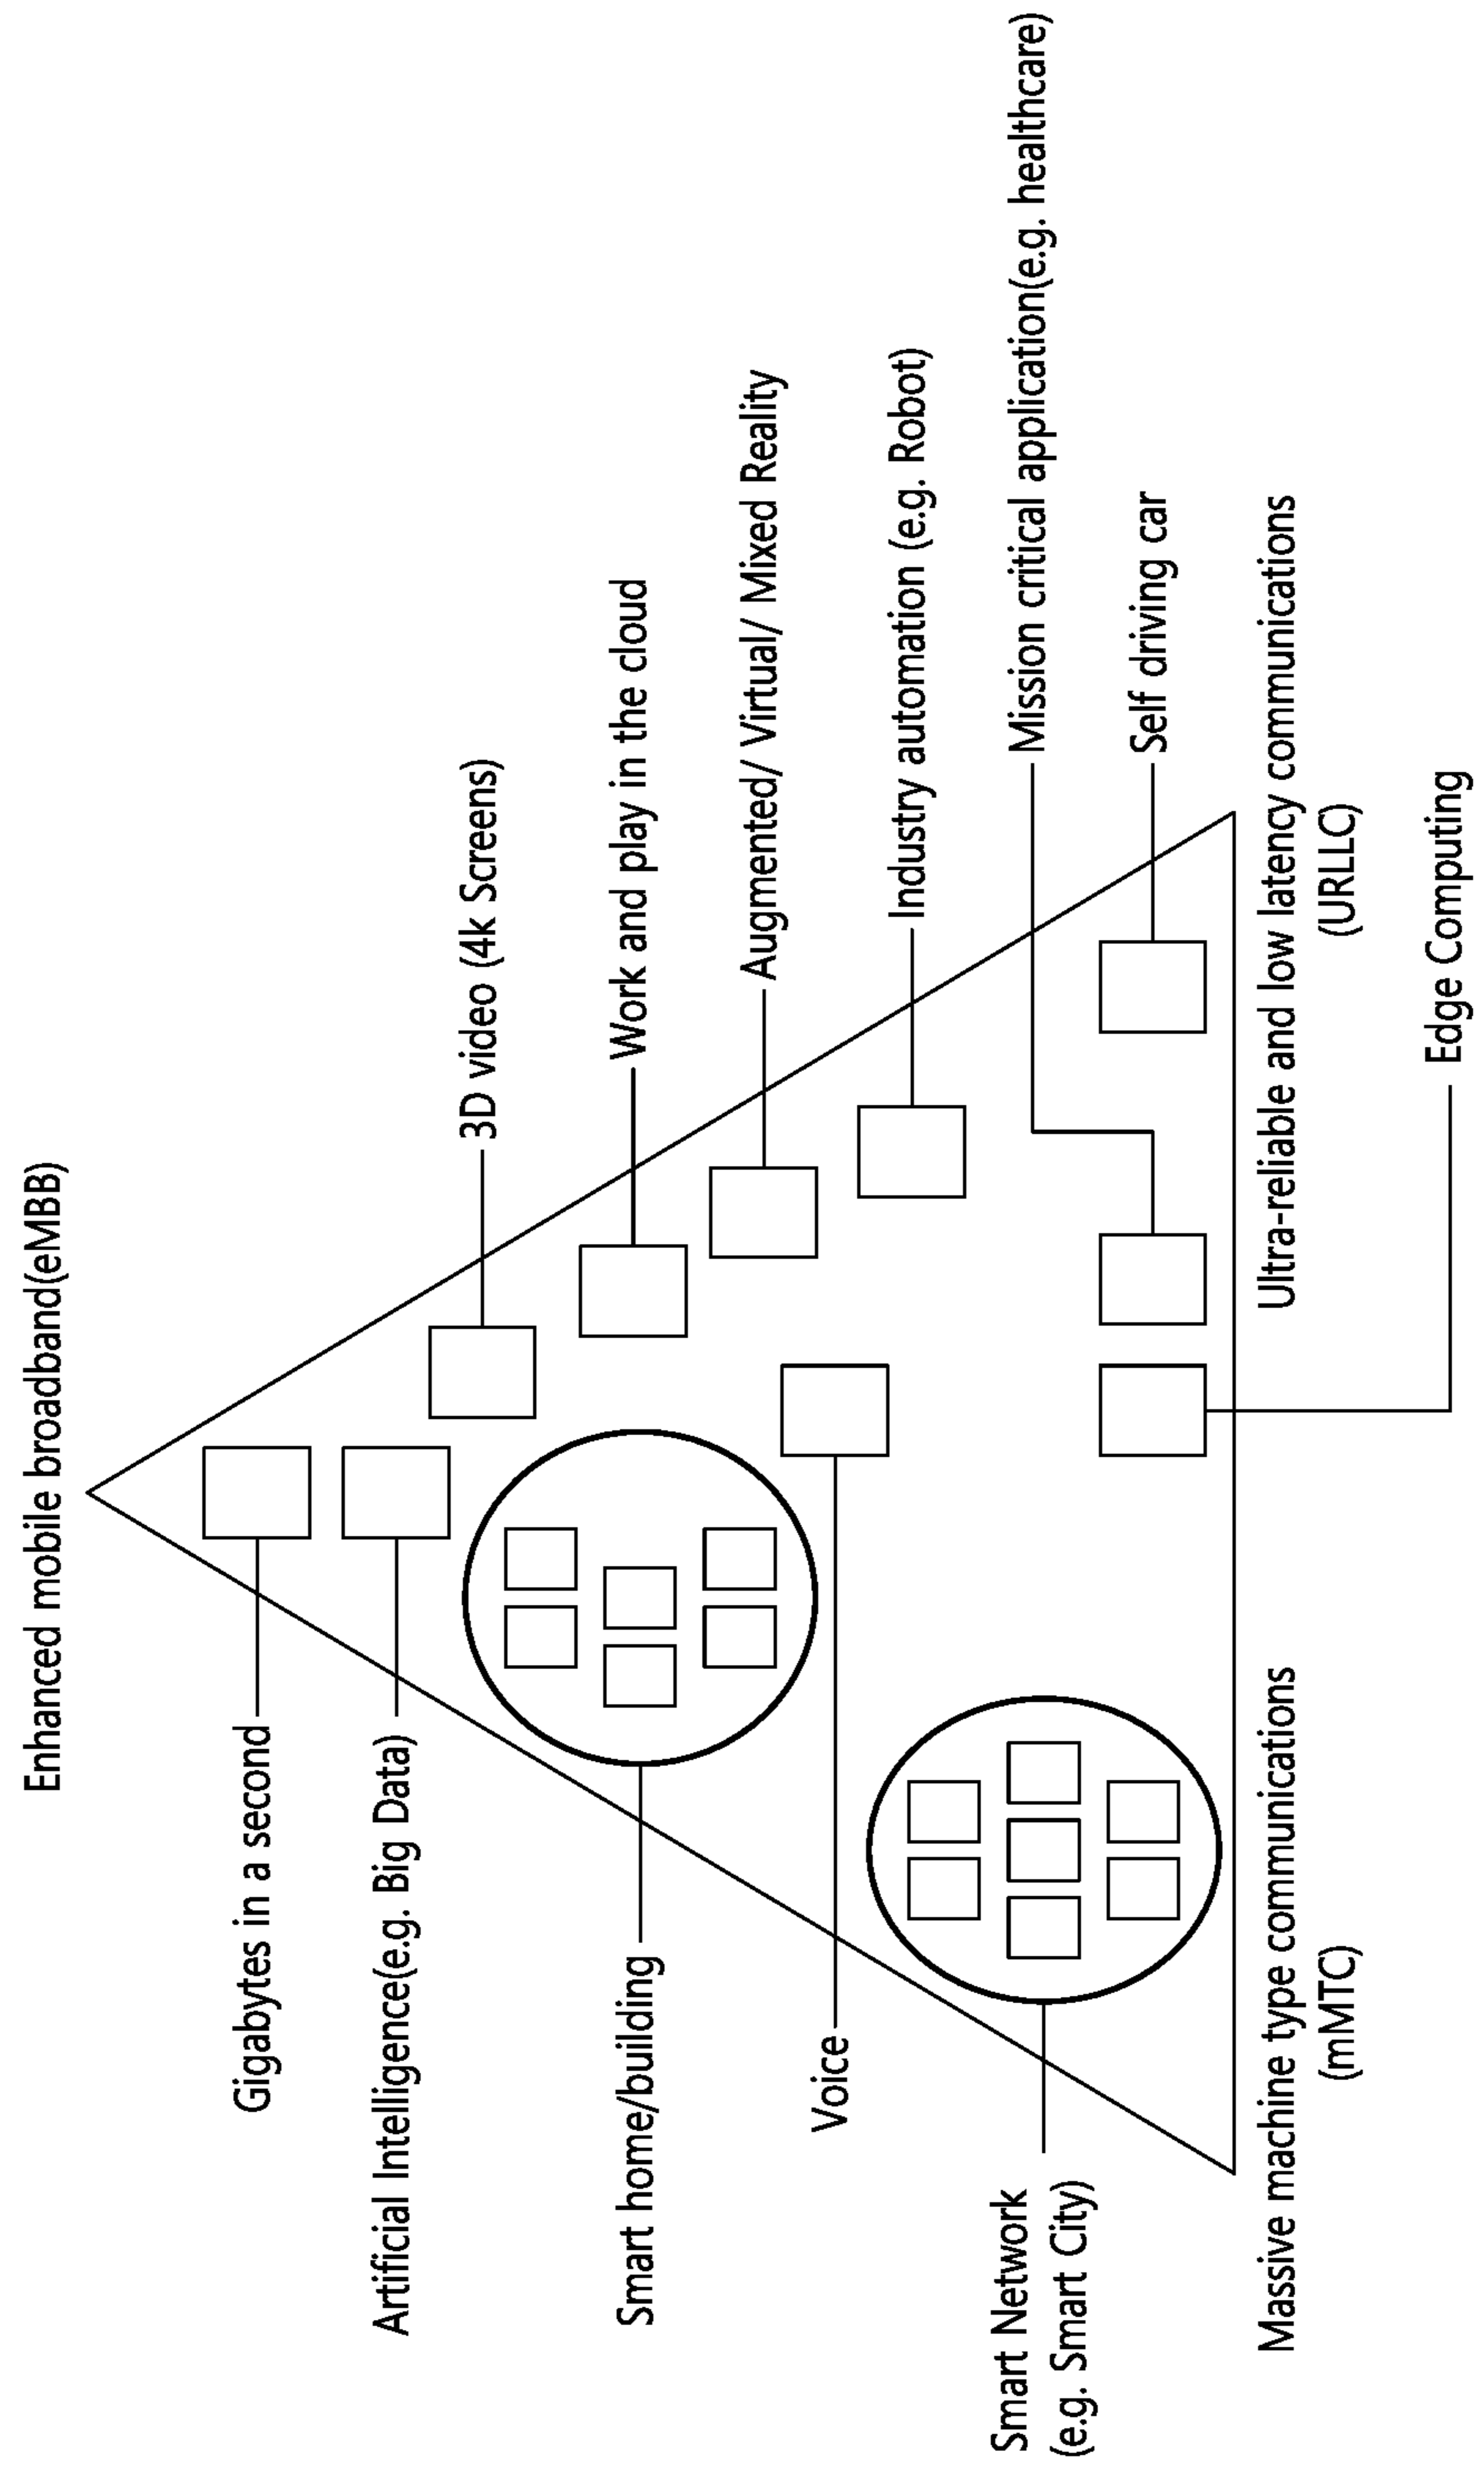 Enhanced mobile broadband(eMBB)
Gigabytes in a second
Artificial Intelligence(e.g. Big Data)
3D video (4k Screens)
Smart home/building
Work and play in the cloud
Augmented/ Virtual/ Mixed Reality
Voice
Industry automation (e.g. Robot)
Smart Network
(e.g. Smart City)
Mission critical application(e.g. healthcare)
Self driving car
Massive machine type communications
(mMTC)
Ultra-reliable and low latency communications
(URLLC)
Edge Computing